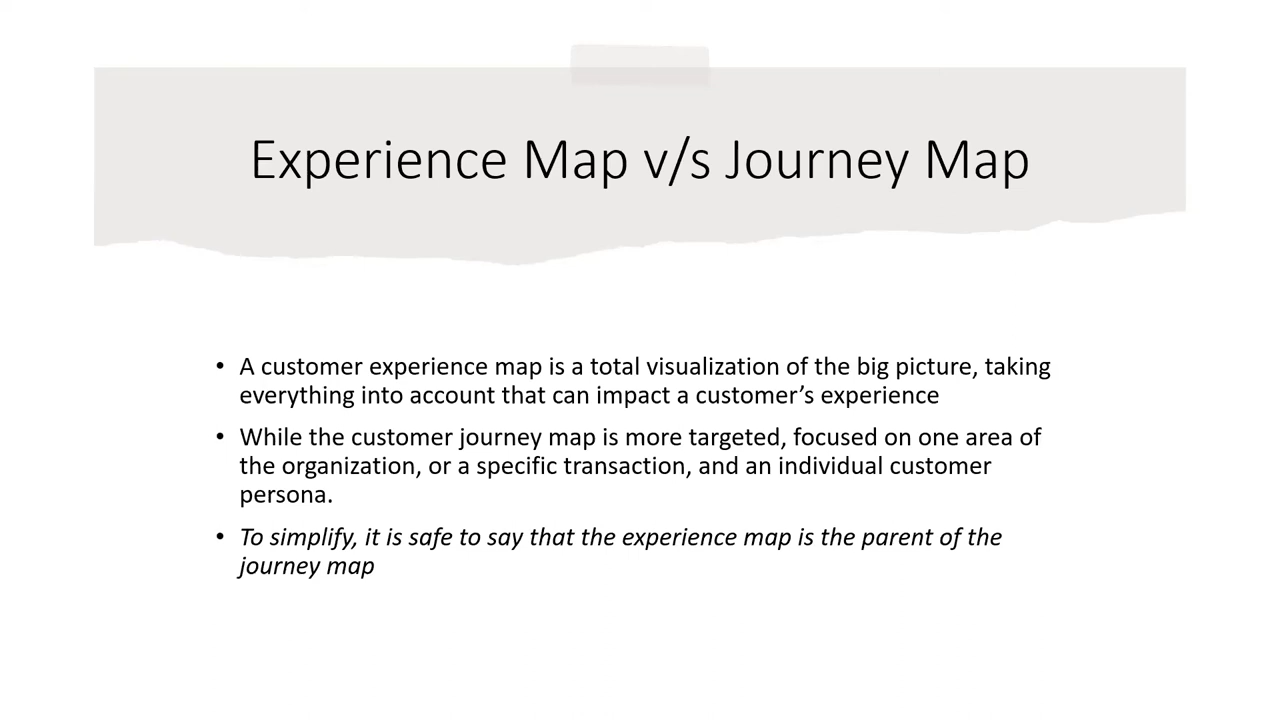 Experience Map v/s Journey Map
• A customer experience map is a total visualization of the big picture, taking
everything into account that can impact a customer’s experience
• While the customer journey map is more targeted, focused on one area of
the organization, or a specific transaction, and an individual customer
persona.
• To simplify, it is safe to say that the experience map is the parent of the
journey map